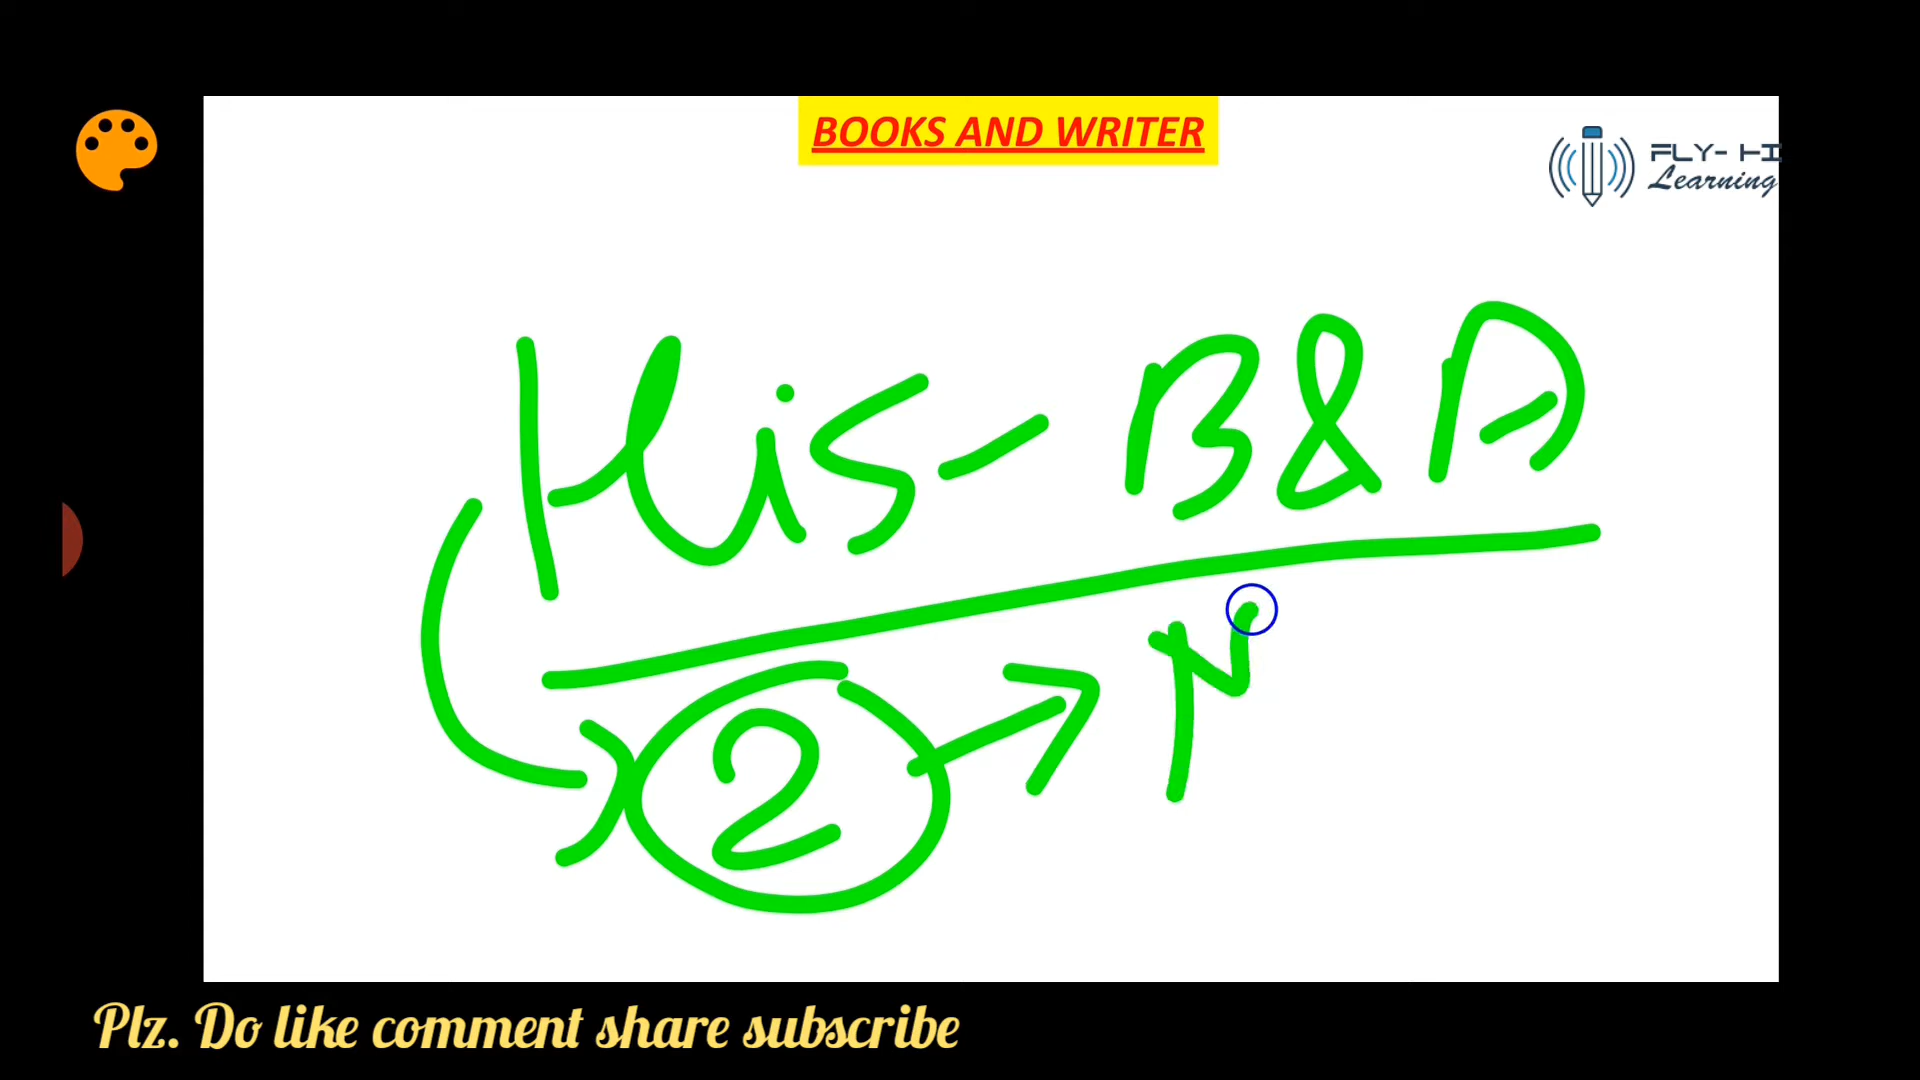 BOOKS AND WRITER
FLY-HI
Learning
His- B & A
2
Plz. Do like comment share subscribe